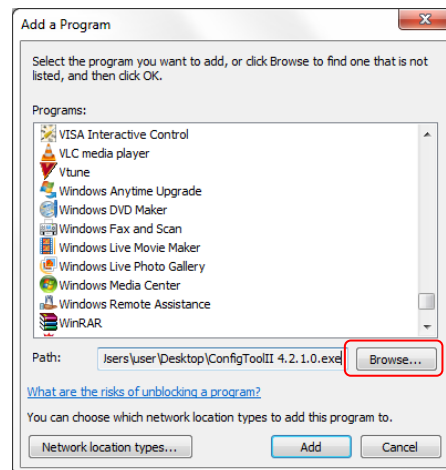 Add a Program
Select the program you want to add, or click Browse to find one that is not
listed, and then click OK.
Programs:
VISA Interactive Control
VLC media player
Vtune
Windows Anytime Upgrade
Windows DVD Maker
Windows Fax and Scan
Windows Live Movie Maker
Windows Live Photo Gallery
Windows Media Center
Windows Remote Assistance
WinRAR
Path: Jsers\user\Desktop\ConfigToolII 4.2.1.0.exe Browse...
What are the risks of unblocking a program?
You can choose which network location types to add this program to.
Network location types... Add Cancel